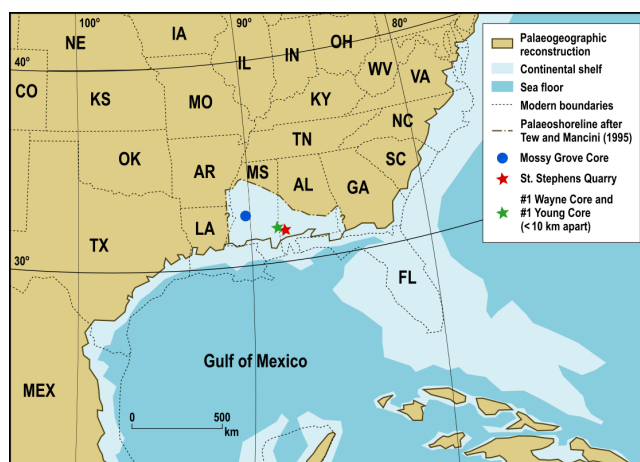 100°
90°
80°
40°
30°
NE
IA
IL
IN
OH
WV
VA
CO
KS
MO
KY
NC
TN
OK
AR
SC
MS
AL
GA
LA
TX
FL
MEX
Gulf of Mexico
0
500
km
Palaeogeographic
reconstruction
Continental shelf
Sea floor
Modern boundaries
Palaeoshoreline after
Tew and Mancini (1995)
Mossy Grove Core
St. Stephens Quarry
#1 Wayne Core and
#1 Young Core
(<10 km apart)